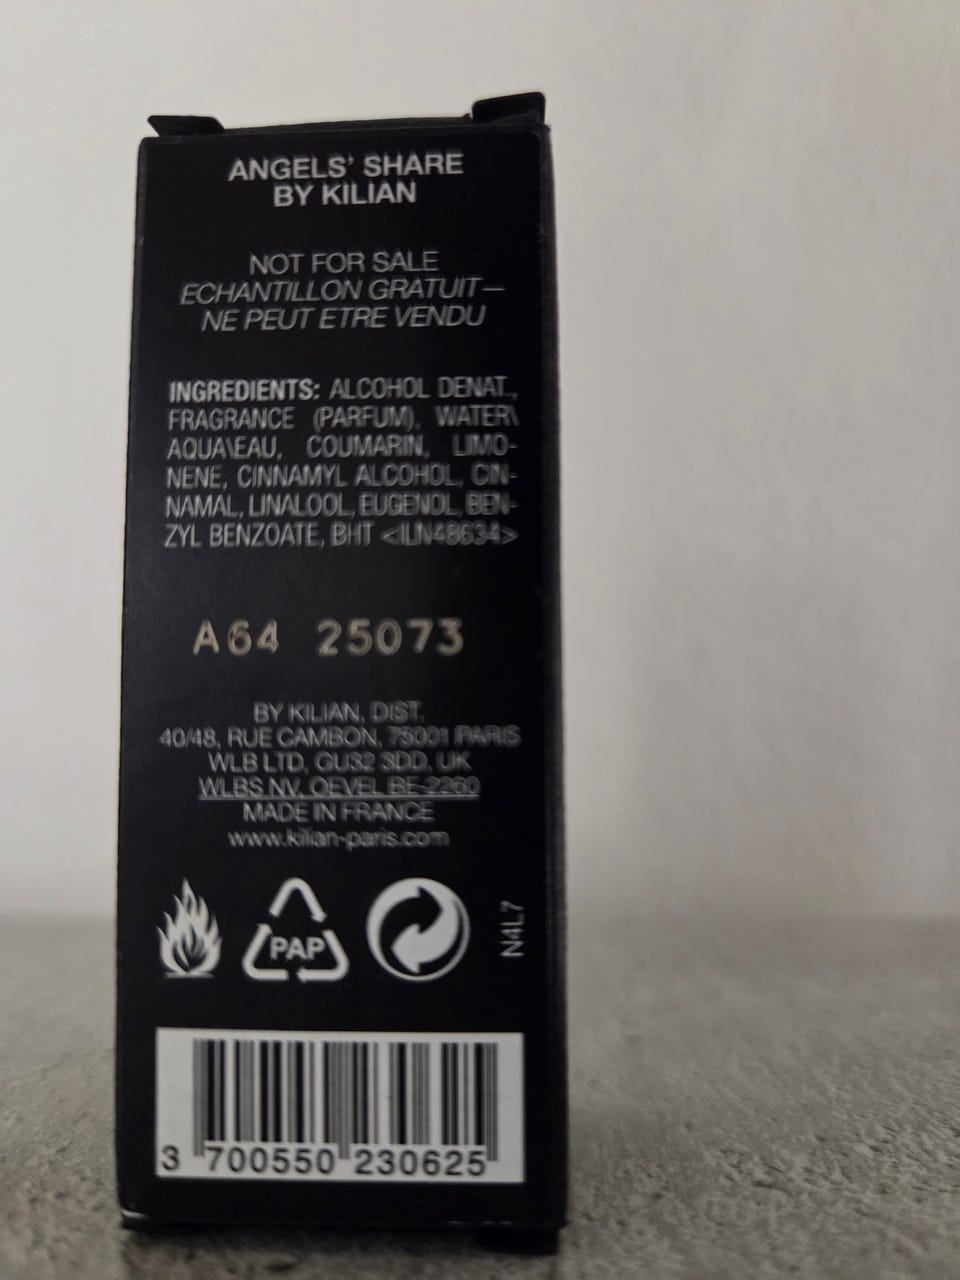 ANGELS' SHARE
BY KILIAN
NOT FOR SALE
ECHANTILLON GRATUIT—
NE PEUT ETRE VENDU
INGREDIENTS: ALCOHOL DENAT.,
FRAGRANCE (PARFUM), WATER\
AQUA\EAU, COUMARIN, LIMO-
NENE, CINNAMYL ALCOHOL, CIN-
NAMAL, LINALOOL, EUGENOL, BEN-
ZYL BENZOATE, BHT <ILN48634>
A64 25073
BY KILIAN, DIST.
40/48, RUE CAMBON, 75001 PARIS
WLB LTD, GU32 3DD, UK
WLBS NV, OEVEL BE-2260
MADE IN FRANCE
www.kilian-paris.com
PAP
N4L7
3 700550 230625